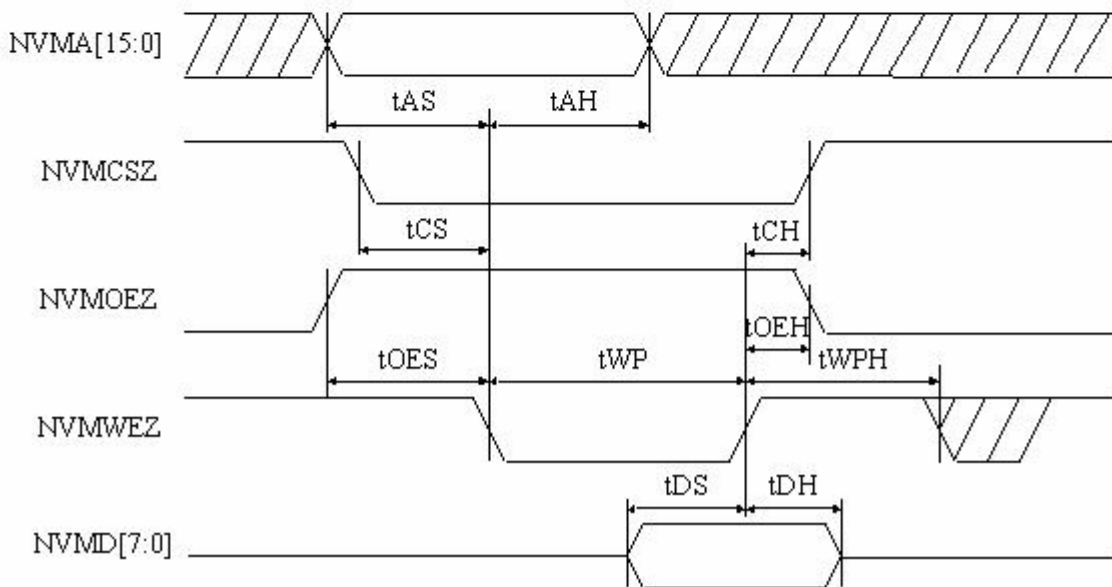 NVMA[15:0]
tAS tAH
NVMCSZ
tCS tCH
NVMOEZ
tOEH
tOES tWP tWPH
NVMWEZ
tDS tDH
NVMD[7:0]